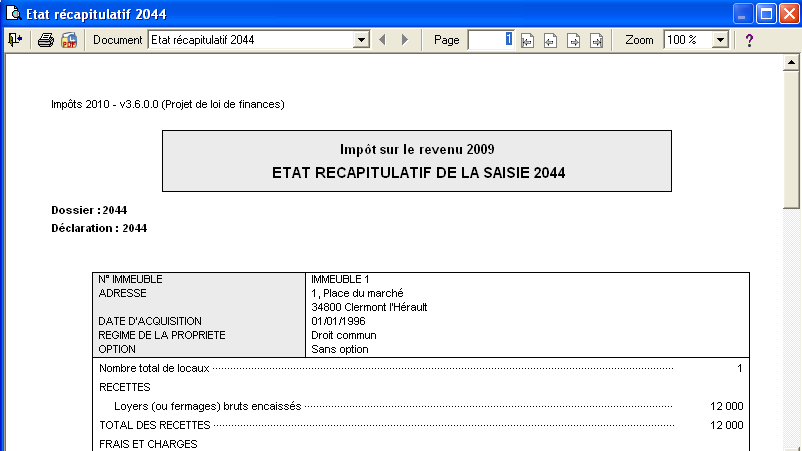 Etat récapitulatif 2044
Document Etat récapitulatif 2044 Page 1 Zoom 100 % ?
Impôts 2010 - v3.6.0.0 (Projet de loi de finances)
Impôt sur le revenu 2009
ETAT RECAPITULATIF DE LA SAISIE 2044
Dossier : 2044
Déclaration : 2044
N° IMMEUBLE IMMEUBLE 1
ADRESSE 1, Place du marché
34800 Clermont l'Hérault
DATE D'ACQUISITION 01/01/1996
REGIME DE LA PROPRIETE Droit commun
OPTION Sans option
Nombre total de locaux 1
RECETTES
Loyers (ou fermages) bruts encaissés 12 000
TOTAL DES RECETTES 12 000
FRAIS ET CHARGES